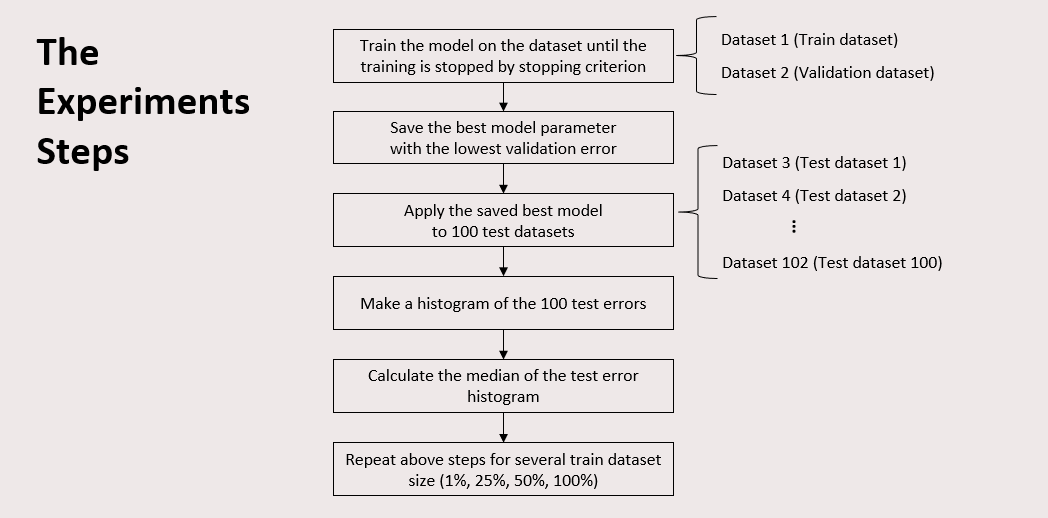 The
Experiments
Steps
Train the model on the dataset until the
training is stopped by stopping criterion
Dataset 1 (Train dataset)
Dataset 2 (Validation dataset)
Save the best model parameter
with the lowest validation error
Apply the saved best model
to 100 test datasets
Dataset 3 (Test dataset 1)
Dataset 4 (Test dataset 2)
⋮
Dataset 102 (Test dataset 100)
Make a histogram of the 100 test errors
Calculate the median of the test error
histogram
Repeat above steps for several train dataset
size (1%, 25%, 50%, 100%)